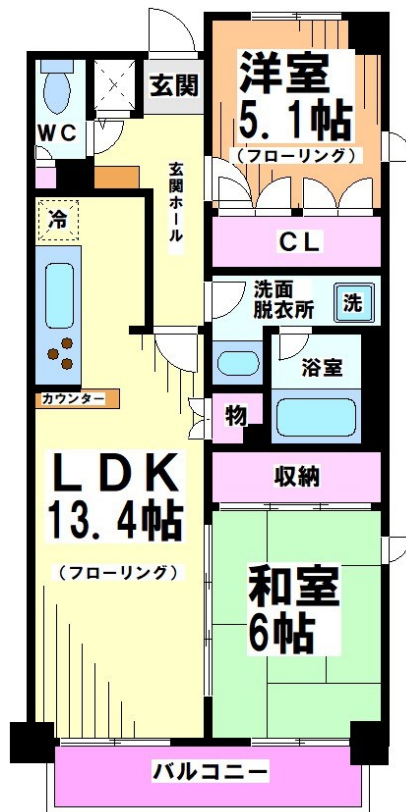 洋室
5.1帖
(フローリング)
玄関
WC
玄関ホール
冷
CL
洗面
脱衣所
洗
浴室
カウンター
物
LDK
13.4帖
(フローリング)
収納
和室
6帖
バルコニー